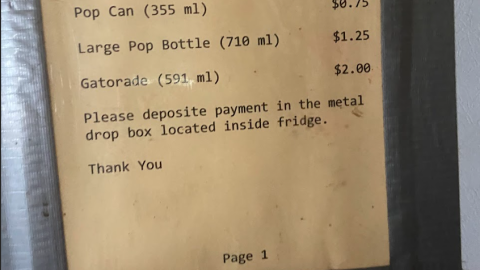 Pop Can (355 ml) $0.75
Large Pop Bottle (710 ml) $1.25
Gatorade (591 ml) $2.00
Please deposite payment in the metal
drop box located inside fridge.
Thank You
Page 1